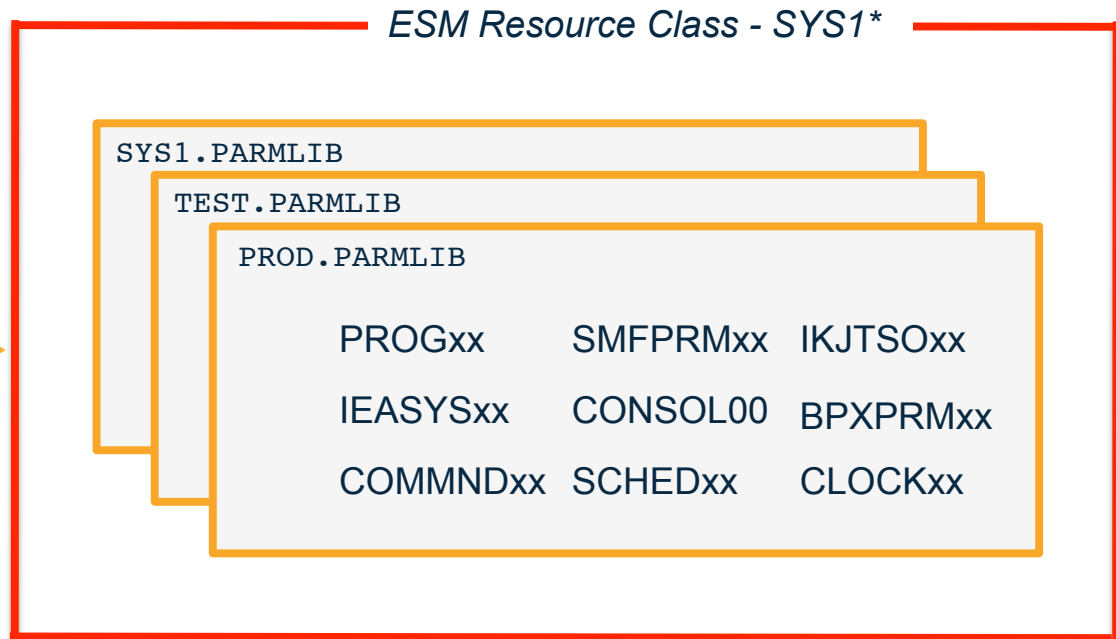 ESM Resource Class - SYS1*
SYS1.PARMLIB
TEST.PARMLIB
PROD.PARMLIB
PROGxx SMFPRMxx IKJTSOxx
IEASYSxx CONSOL00 BPXPRMxx
COMMNDxx SCHEDxx CLOCKxx